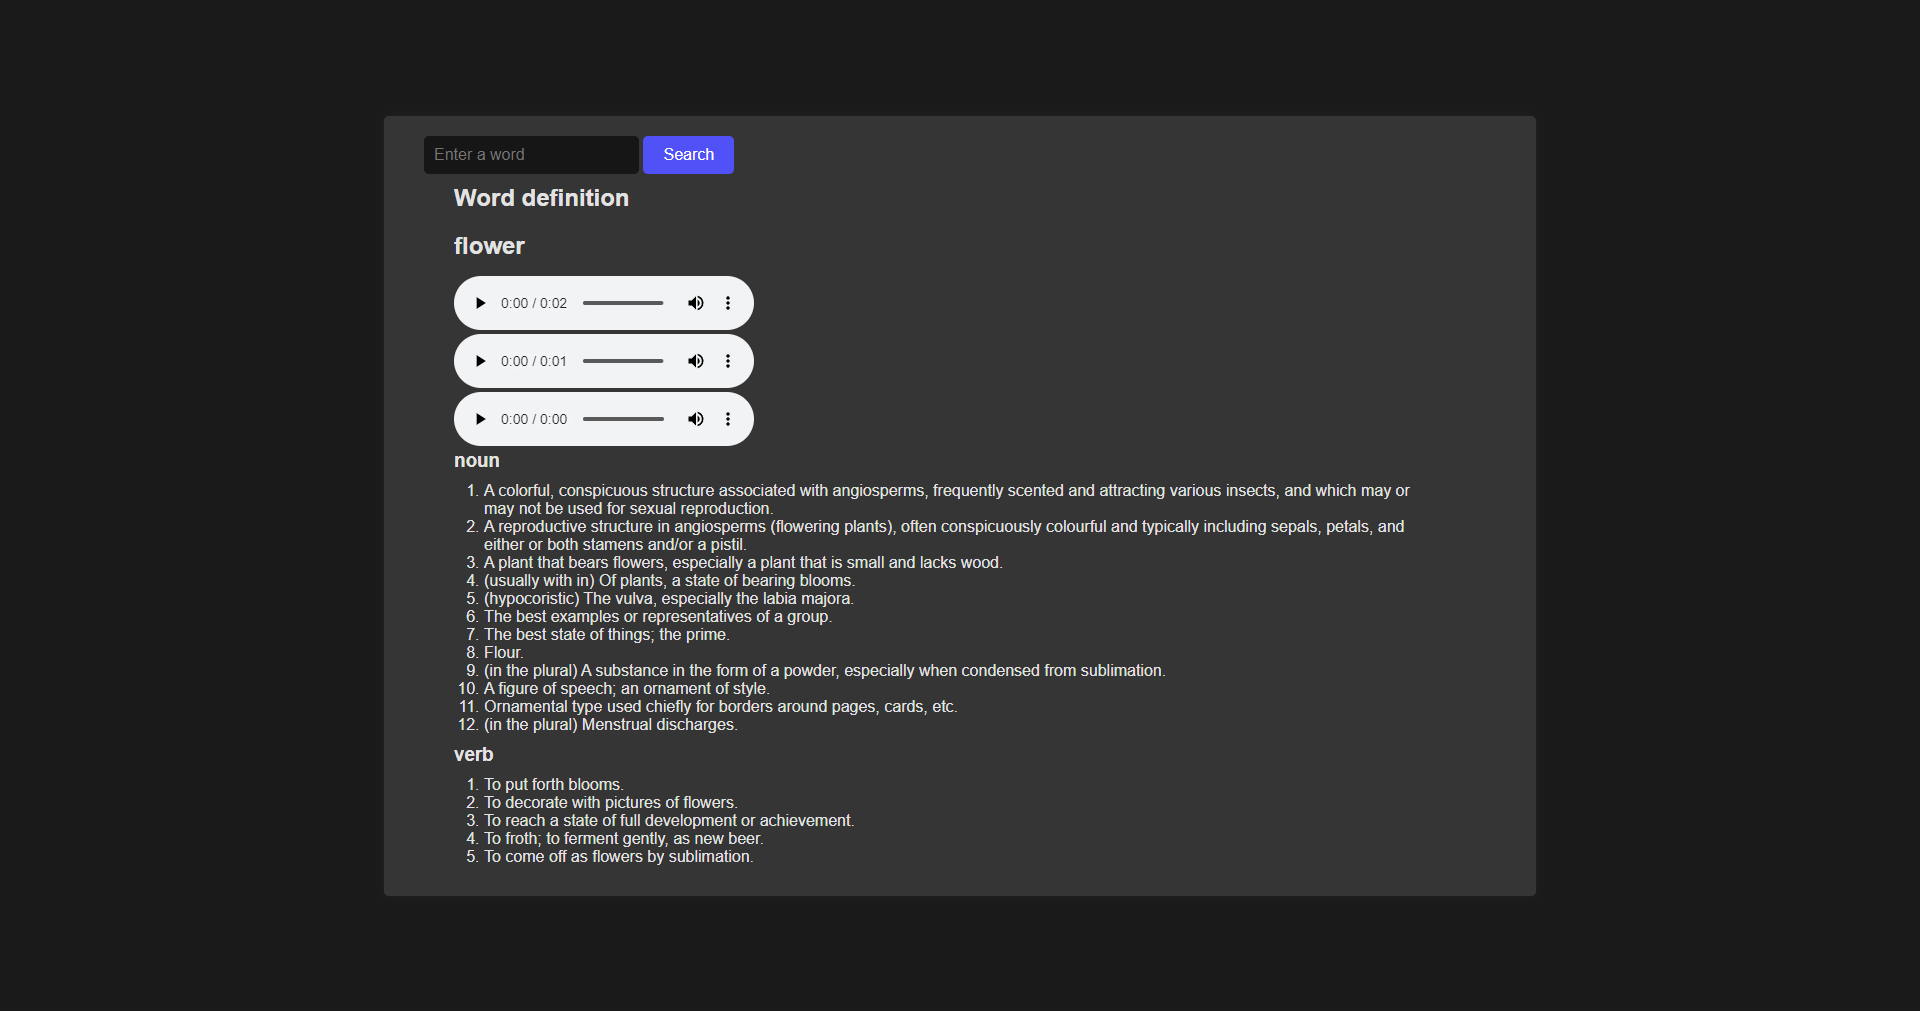 Enter a word
Search
Word definition
flower
0:00 / 0:02
0:00 / 0:01
0:00 / 0:00
noun
1. A colorful, conspicuous structure associated with angiosperms, frequently scented and attracting various insects, and which may or
may not be used for sexual reproduction.
2. A reproductive structure in angiosperms (flowering plants), often conspicuously colourful and typically including sepals, petals, and
either or both stamens and/or a pistil.
3. A plant that bears flowers, especially a plant that is small and lacks wood.
4. (usually with in) Of plants, a state of bearing blooms.
5. (hypocoristic) The vulva, especially the labia majora.
6. The best examples or representatives of a group.
7. The best state of things; the prime.
8. Flour.
9. (in the plural) A substance in the form of a powder, especially when condensed from sublimation.
10. A figure of speech; an ornament of style.
11. Ornamental type used chiefly for borders around pages, cards, etc.
12. (in the plural) Menstrual discharges.
verb
1. To put forth blooms.
2. To decorate with pictures of flowers.
3. To reach a state of full development or achievement.
4. To froth; to ferment gently, as new beer.
5. To come off as flowers by sublimation.